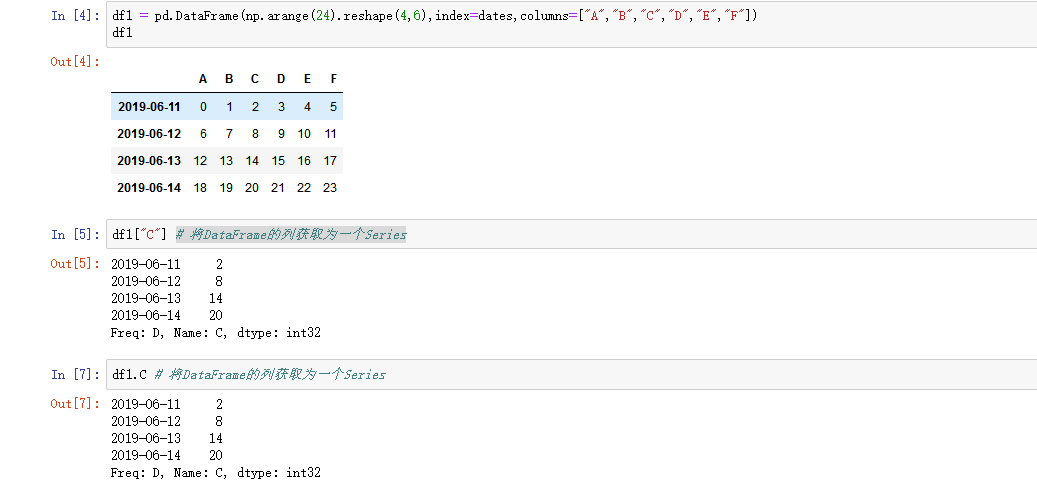 In [4]: df1 = pd.DataFrame(np.arange(24).reshape(4,6),index=dates,columns=["A","B","C","D","E","F"])
df1
Out[4]:
A B C D E F
2019-06-11 0 1 2 3 4 5
2019-06-12 6 7 8 9 10 11
2019-06-13 12 13 14 15 16 17
2019-06-14 18 19 20 21 22 23
In [5]: df1["C"] # 将DataFrame的列获取为一个Series
Out[5]: 2019-06-11 2
2019-06-12 8
2019-06-13 14
2019-06-14 20
Freq: D, Name: C, dtype: int32
In [7]: df1.C # 将DataFrame的列获取为一个Series
Out[7]: 2019-06-11 2
2019-06-12 8
2019-06-13 14
2019-06-14 20
Freq: D, Name: C, dtype: int32